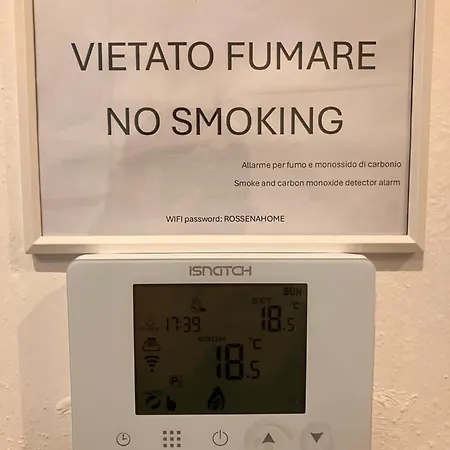 VIETATO FUMARE
NO SMOKING
Allarme per fumo e monossido di carbonio
Smoke and carbon monoxide detector alarm
WIFI password: ROSSENAHOME
iSNATCH
SUN
SET
17:39 18.5 °C
ROOM
18.5 °C
P